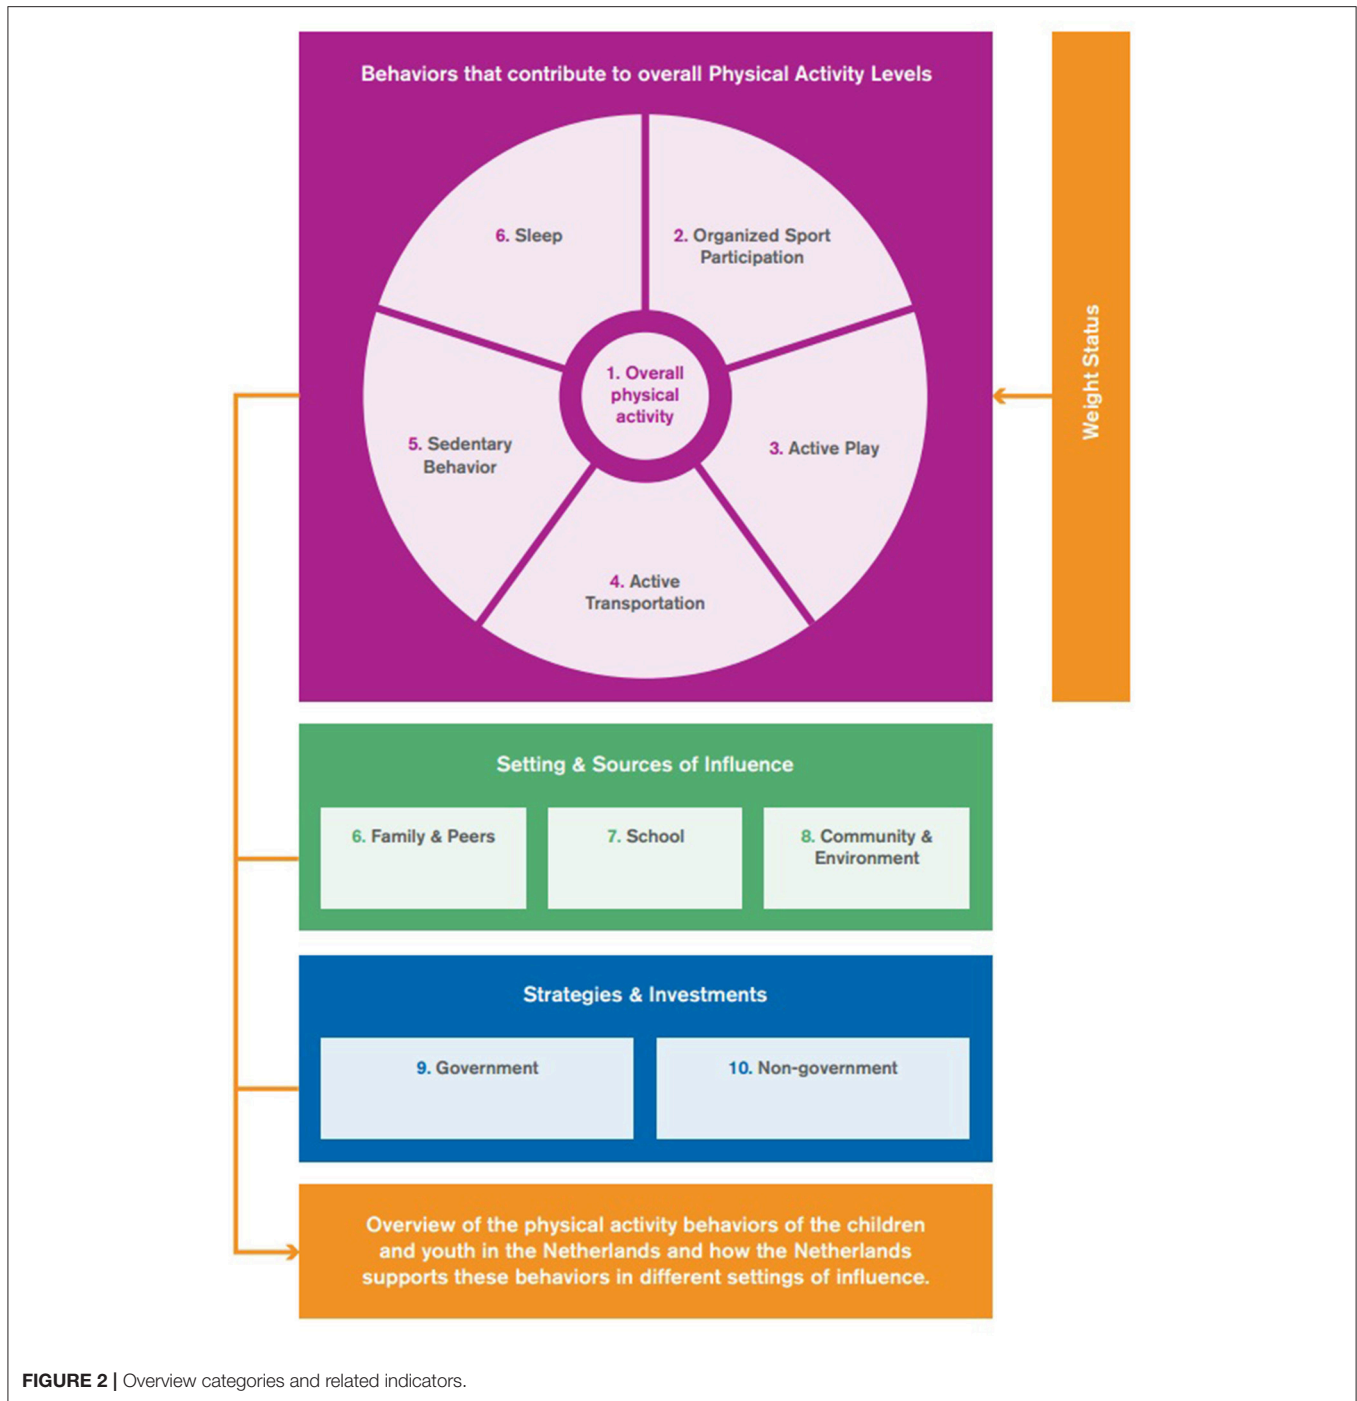 Behaviors that contribute to overall Physical Activity Levels
6. Sleep
2. Organized Sport
Participation
1. Overall
physical
activity
5. Sedentary
Behavior
3. Active Play
4. Active
Transportation
Weight Status
Setting & Sources of Influence
6. Family & Peers
7. School
8. Community &
Environment
Strategies & Investments
9. Government
10. Non-government
Overview of the physical activity behaviors of the children
and youth in the Netherlands and how the Netherlands
supports these behaviors in different settings of influence.
FIGURE 2 | Overview categories and related indicators.